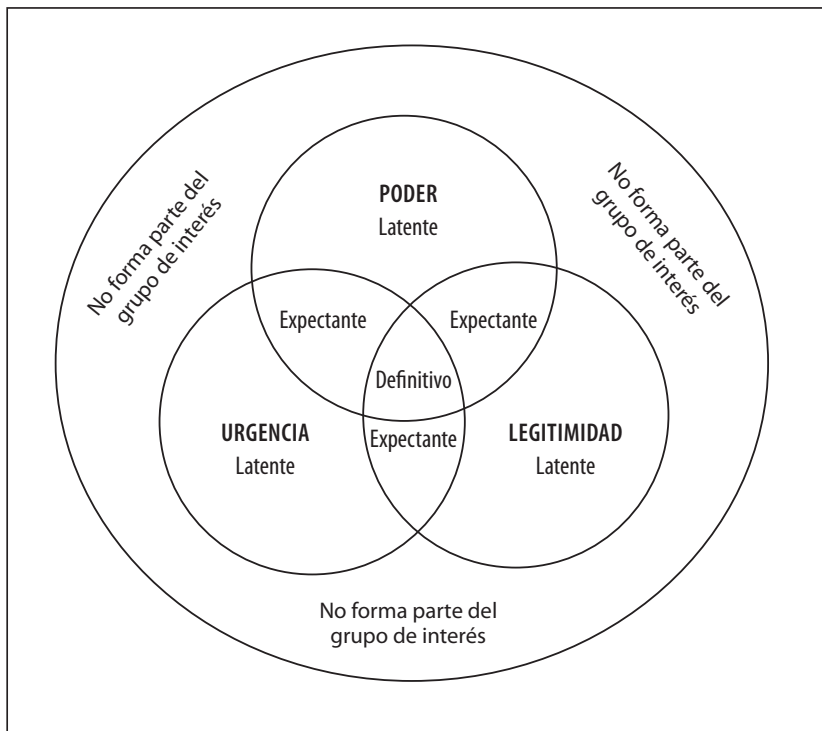 No forma parte del
grupo de interés
No forma parte del
grupo de interés
PODER
Latente
Expectante
Expectante
Definitivo
URGENCIA
Latente
Expectante
LEGITIMIDAD
Latente
No forma parte del
grupo de interés